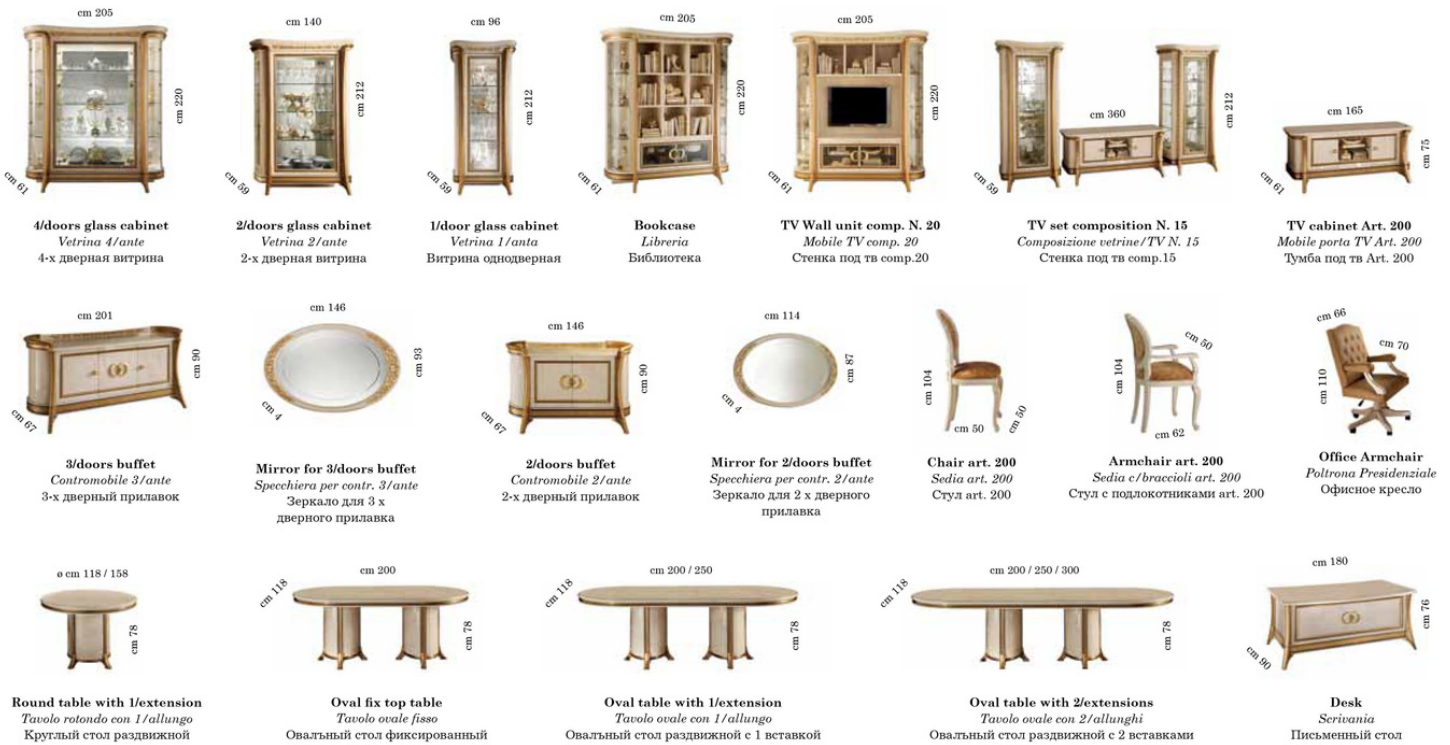 cm 205
cm 220
cm 61
4/doors glass cabinet
Vetrina 4/ante
4-х дверная витрина
cm 140
cm 212
cm 59
2/doors glass cabinet
Vetrina 2/ante
2-х дверная витрина
cm 96
cm 212
cm 59
1/door glass cabinet
Vetrina 1/anta
Витрина однодверная
cm 205
cm 220
cm 61
Bookcase
Libreria
Библиотека
cm 205
cm 220
cm 61
TV Wall unit comp. N. 20
Mobile TV comp. 20
Стенка под тв comp.20
cm 360
cm 212
cm 59
TV set composition N. 15
Composizione vetrine/TV N. 15
Стенка под тв comp.15
cm 165
cm 75
cm 61
TV cabinet Art. 200
Mobile porta TV Art. 200
Тумба под тв Art. 200
cm 201
cm 90
cm 67
3/doors buffet
Contromobile 3/ante
3-х дверный прилавок
cm 146
cm 93
cm 4
Mirror for 3/doors buffet
Specchiera per contr. 3/ante
Зеркало для 3 х
дверного прилавка
cm 146
cm 90
cm 67
2/doors buffet
Contromobile 2/ante
2-х дверный прилавок
cm 114
cm 87
cm 4
Mirror for 2/doors buffet
Specchiera per contr. 2/ante
Зеркало для 2 х дверного
прилавка
cm 104
cm 50
cm 50
Chair art. 200
Sedia art. 200
Стул art. 200
cm 50
cm 104
cm 62
Armchair art. 200
Sedia c/braccioli art. 200
Стул с подлокотниками art. 200
cm 66
cm 70
cm 110
Office Armchair
Poltrona Presidenziale
Офисное кресло
ø cm 118 / 158
cm 78
Round table with 1/extension
Tavolo rotondo con 1/allungo
Круглый стол раздвижной
cm 118
cm 200
cm 78
Oval fix top table
Tavolo ovale fisso
Овалъный стол фиксированный
cm 118
cm 200 / 250
cm 78
Oval table with 1/extension
Tavolo ovale con 1/allungo
Овалъный стол раздвижной с 1 вставкой
cm 118
cm 200 / 250 / 300
cm 78
Oval table with 2/extensions
Tavolo ovale con 2/allunghi
Овалъный стол раздвижной с 2 вставками
cm 180
cm 76
cm 90
Desk
Scrivania
Письменный стол